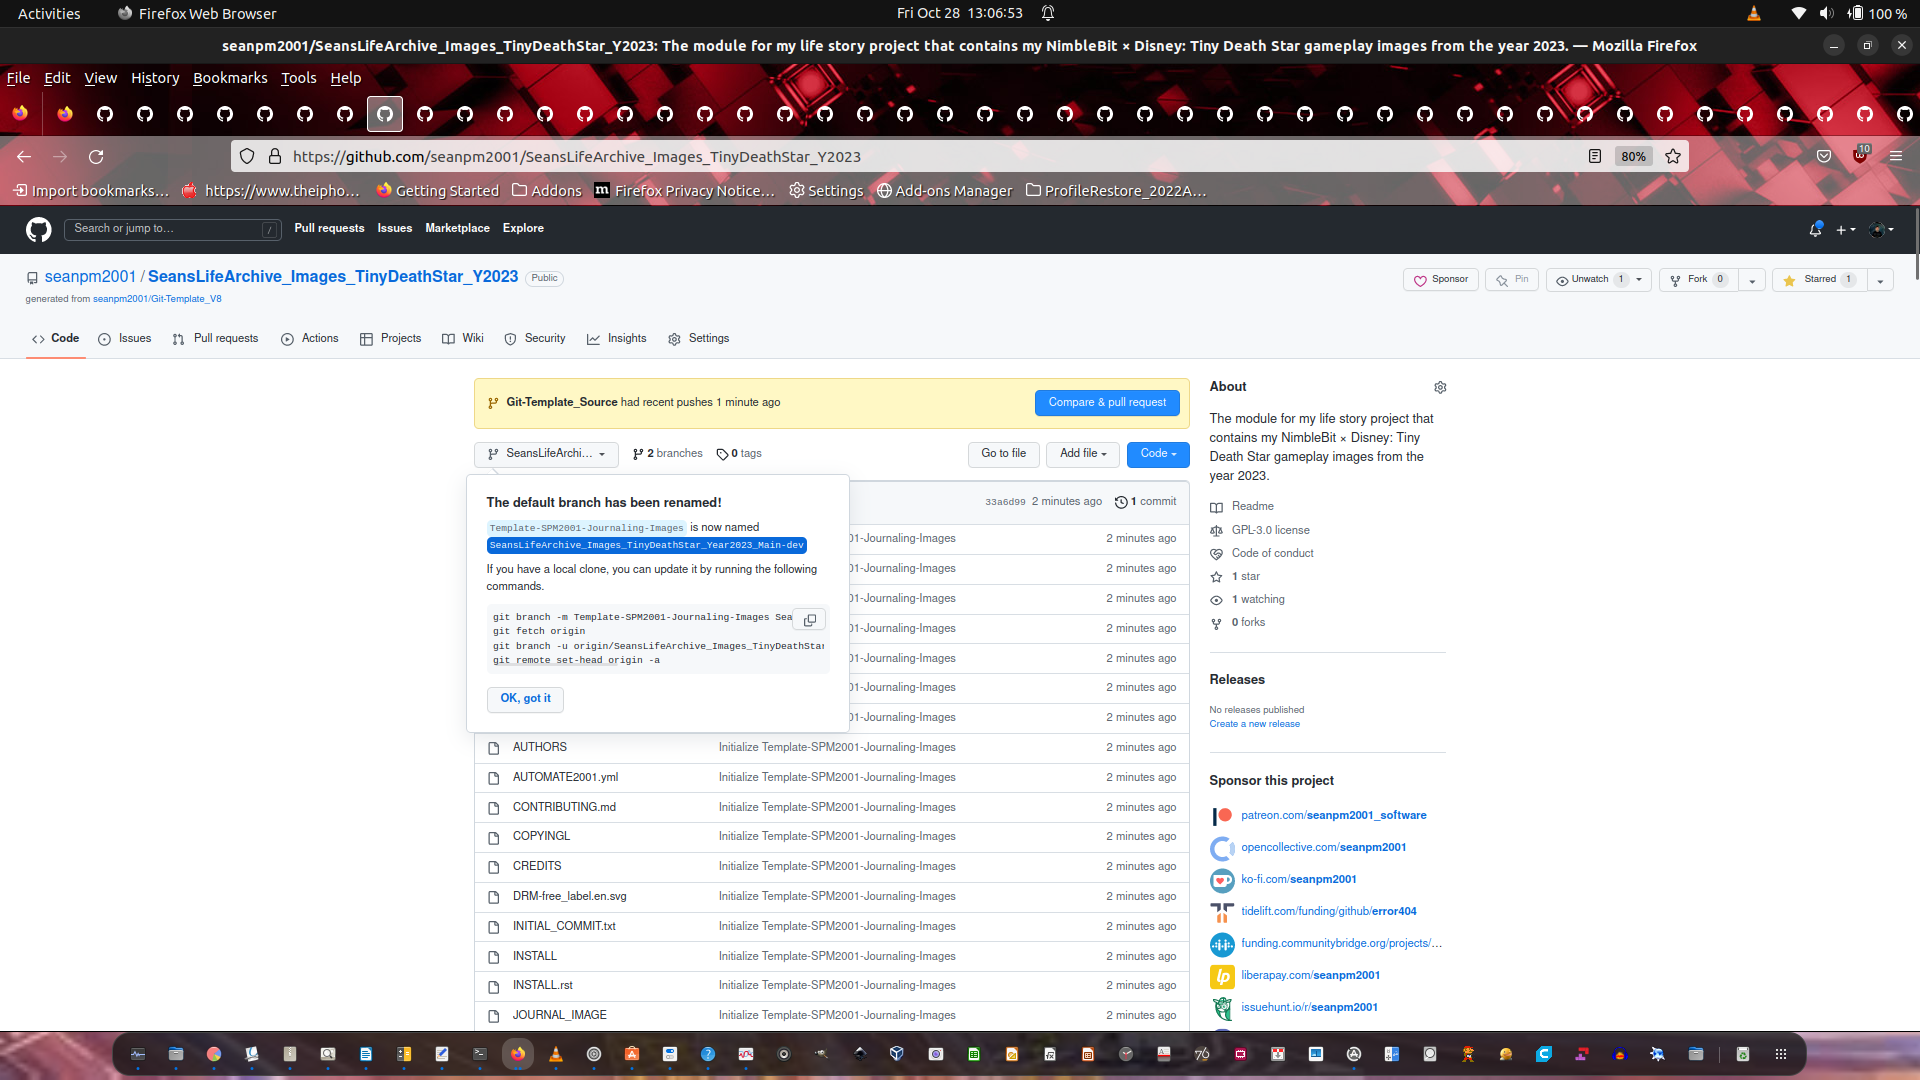 Activities
Firefox Web Browser
Fri Oct 28 13:06:53
100 %
seanpm2001/SeansLifeArchive_Images_TinyDeathStar_Y2023: The module for my life story project that contains my NimbleBit × Disney: Tiny Death Star gameplay images from the year 2023. — Mozilla Firefox
File Edit View History Bookmarks Tools Help
https://github.com/seanpm2001/SeansLifeArchive_Images_TinyDeathStar_Y2023
80%
10
Import bookmarks…
https://www.theipho…
Getting Started
Addons
Firefox Privacy Notice…
Settings
Add-ons Manager
ProfileRestore_2022A…
Search or jump to…
/
Pull requests
Issues
Marketplace
Explore
seanpm2001 / SeansLifeArchive_Images_TinyDeathStar_Y2023
Public
generated from seanpm2001/Git-Template_V8
Sponsor
Pin
Unwatch 1
Fork 0
Starred 1
Code
Issues
Pull requests
Actions
Projects
Wiki
Security
Insights
Settings
Git-Template_Source had recent pushes 1 minute ago
Compare & pull request
SeansLifeArchi…
2 branches
0 tags
Go to file
Add file
Code
The default branch has been renamed!
Template-SPM2001-Journaling-Images is now named
SeansLifeArchive_Images_TinyDeathStar_Year2023_Main-dev
If you have a local clone, you can update it by running the following
commands.
git branch -m Template-SPM2001-Journaling-Images Sea
git fetch origin
git branch -u origin/SeansLifeArchive_Images_TinyDeathStar
git remote set-head origin -a
OK, got it
33a6d99 2 minutes ago
1 commit
01-Journaling-Images 2 minutes ago
01-Journaling-Images 2 minutes ago
01-Journaling-Images 2 minutes ago
01-Journaling-Images 2 minutes ago
01-Journaling-Images 2 minutes ago
01-Journaling-Images 2 minutes ago
01-Journaling-Images 2 minutes ago
AUTHORS Initialize Template-SPM2001-Journaling-Images 2 minutes ago
AUTOMATE2001.yml Initialize Template-SPM2001-Journaling-Images 2 minutes ago
CONTRIBUTING.md Initialize Template-SPM2001-Journaling-Images 2 minutes ago
COPYINGL Initialize Template-SPM2001-Journaling-Images 2 minutes ago
CREDITS Initialize Template-SPM2001-Journaling-Images 2 minutes ago
DRM-free_label.en.svg Initialize Template-SPM2001-Journaling-Images 2 minutes ago
INITIAL_COMMIT.txt Initialize Template-SPM2001-Journaling-Images 2 minutes ago
INSTALL Initialize Template-SPM2001-Journaling-Images 2 minutes ago
INSTALL.rst Initialize Template-SPM2001-Journaling-Images 2 minutes ago
JOURNAL_IMAGE Initialize Template-SPM2001-Journaling-Images 2 minutes ago
About
The module for my life story project that
contains my NimbleBit × Disney: Tiny
Death Star gameplay images from the
year 2023.
Readme
GPL-3.0 license
Code of conduct
1 star
1 watching
0 forks
Releases
No releases published
Create a new release
Sponsor this project
patreon.com/seanpm2001_software
opencollective.com/seanpm2001
ko-fi.com/seanpm2001
tidelift.com/funding/github/error404
funding.communitybridge.org/projects/…
lp
liberapay.com/seanpm2001
issuehunt.io/r/seanpm2001
76